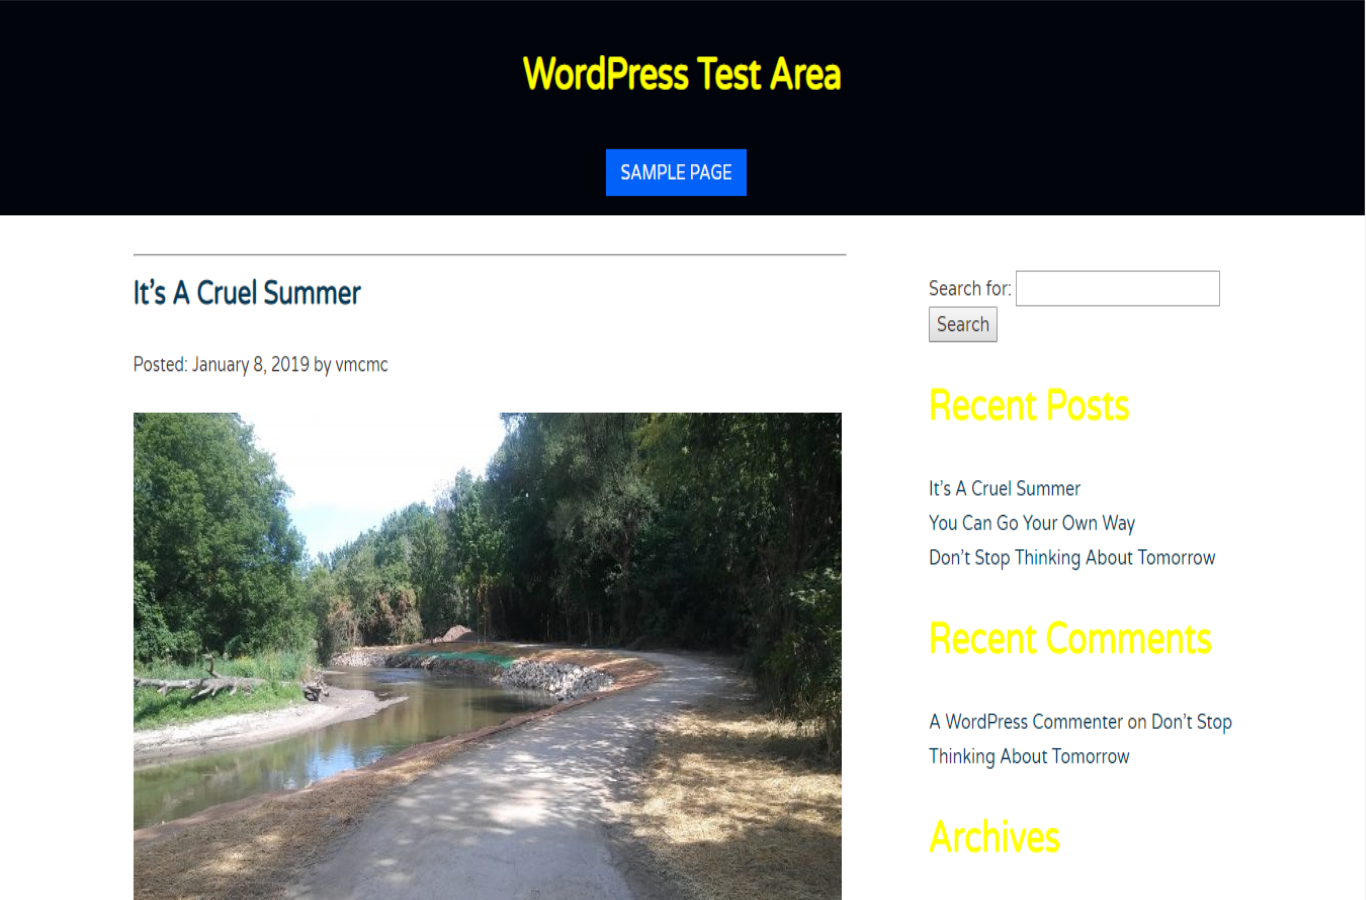 WordPress Test Area
SAMPLE PAGE
It’s A Cruel Summer
Posted: January 8, 2019 by vmcmc
Search for:
Search
Recent Posts
It’s A Cruel Summer
You Can Go Your Own Way
Don’t Stop Thinking About Tomorrow
Recent Comments
A WordPress Commenter on Don’t Stop
Thinking About Tomorrow
Archives